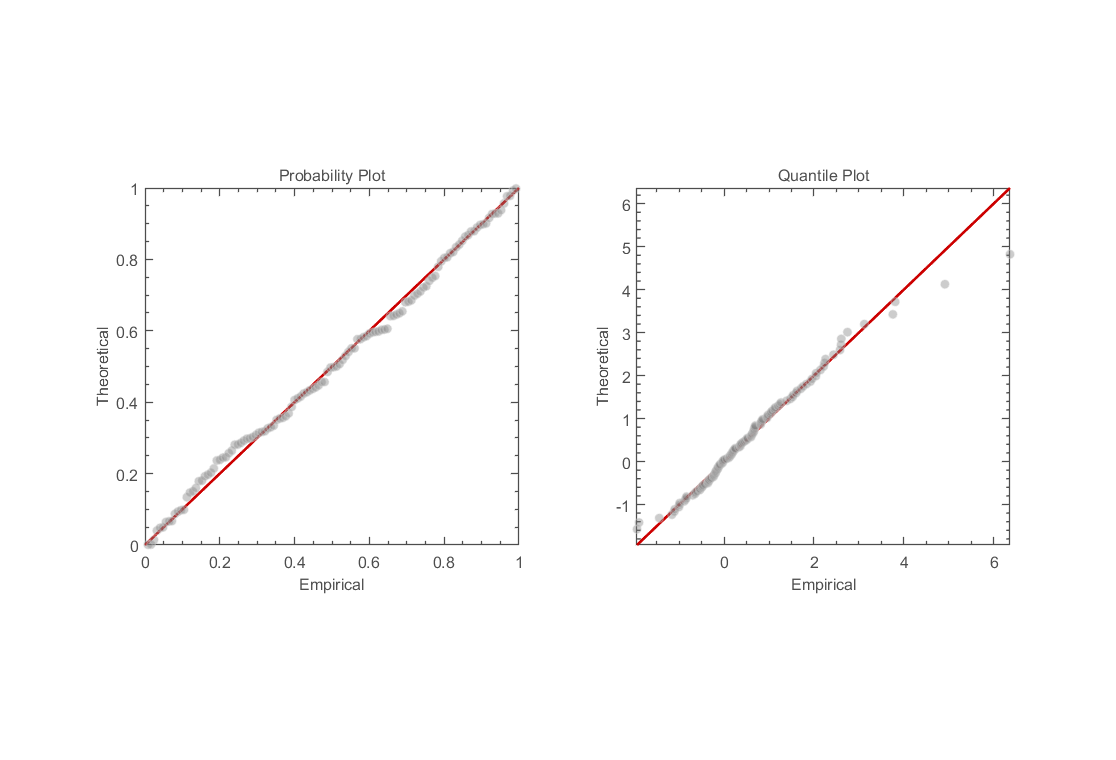 Probability Plot
1
0.8
0.6
0.4
0.2
0
Theoretical
0 0.2 0.4 0.6 0.8 1
Empirical
Quantile Plot
6
5
4
3
2
1
0
-1
Theoretical
0 2 4 6
Empirical